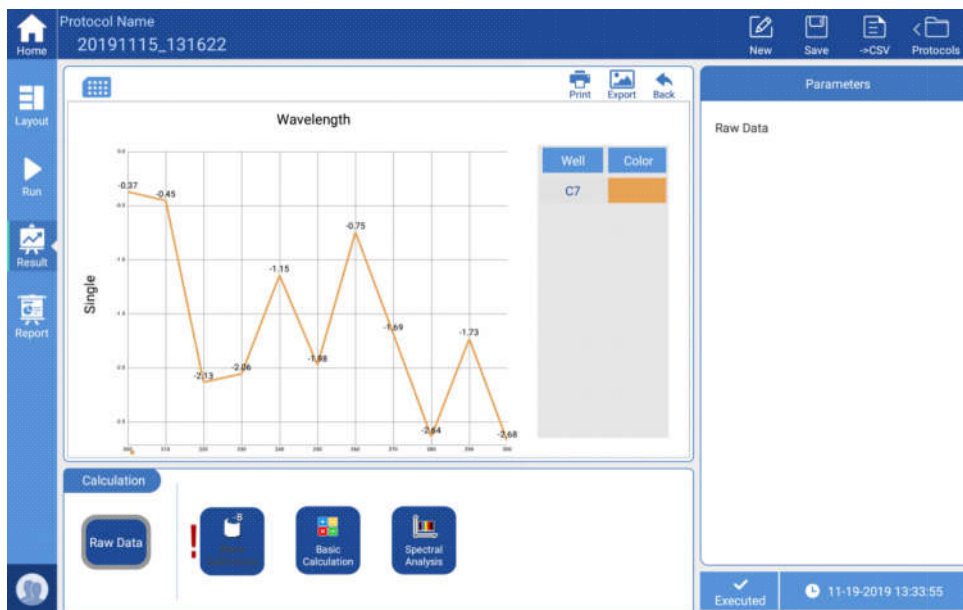 Protocol Name
20191115_131622
Home
New
Save
->CSV
Protocols
Layout
Run
Result
Report
Print
Export
Back
Wavelength
Single
-0.37
-0.45
-2.13
-2.06
-1.15
-1.98
-0.75
-1.69
-2.64
-1.73
-2.68
Well
Color
C7
Parameters
Raw Data
Calculation
Raw Data
-B
Basic
Calculation
Spectral
Analysis
Executed
11-19-2019 13:33:55